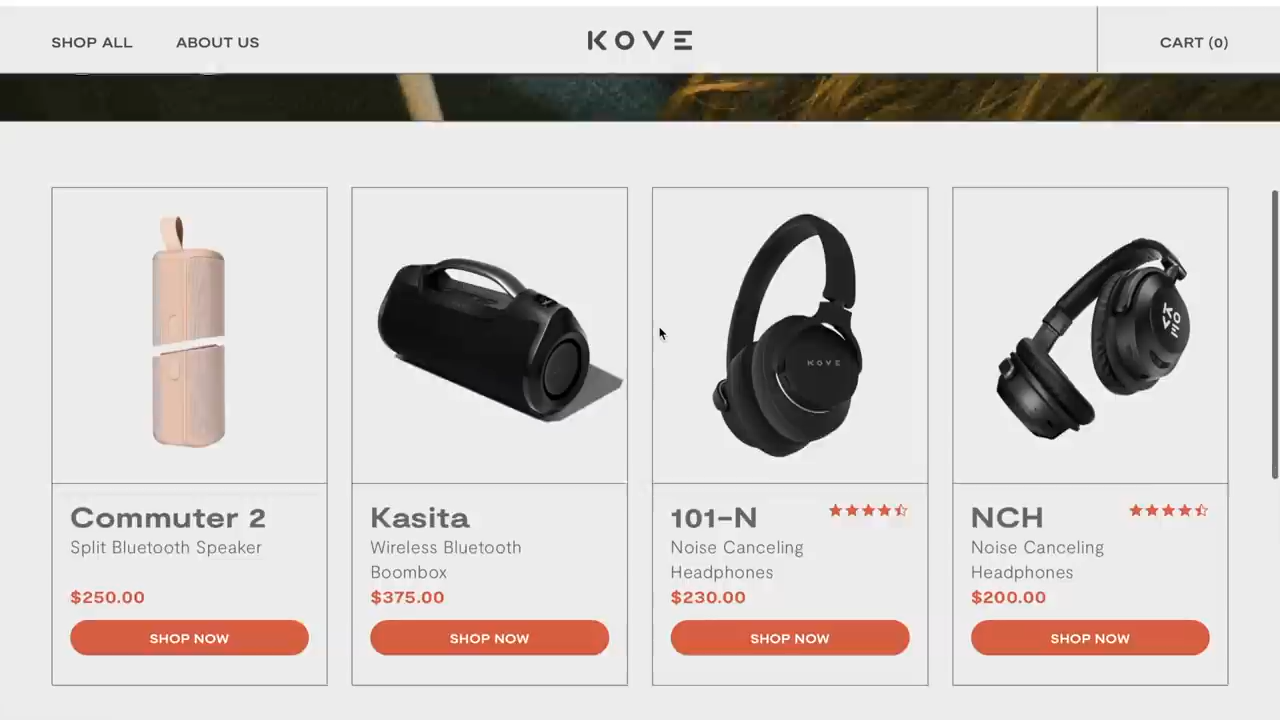 SHOP ALL
ABOUT US
KOVE
CART (0)
KOVE
KOVE
Commuter 2
Split Bluetooth Speaker
$250.00
SHOP NOW
Kasita
Wireless Bluetooth
Boombox
$375.00
SHOP NOW
101-N
Noise Canceling
Headphones
$230.00
SHOP NOW
NCH
Noise Canceling
Headphones
$200.00
SHOP NOW